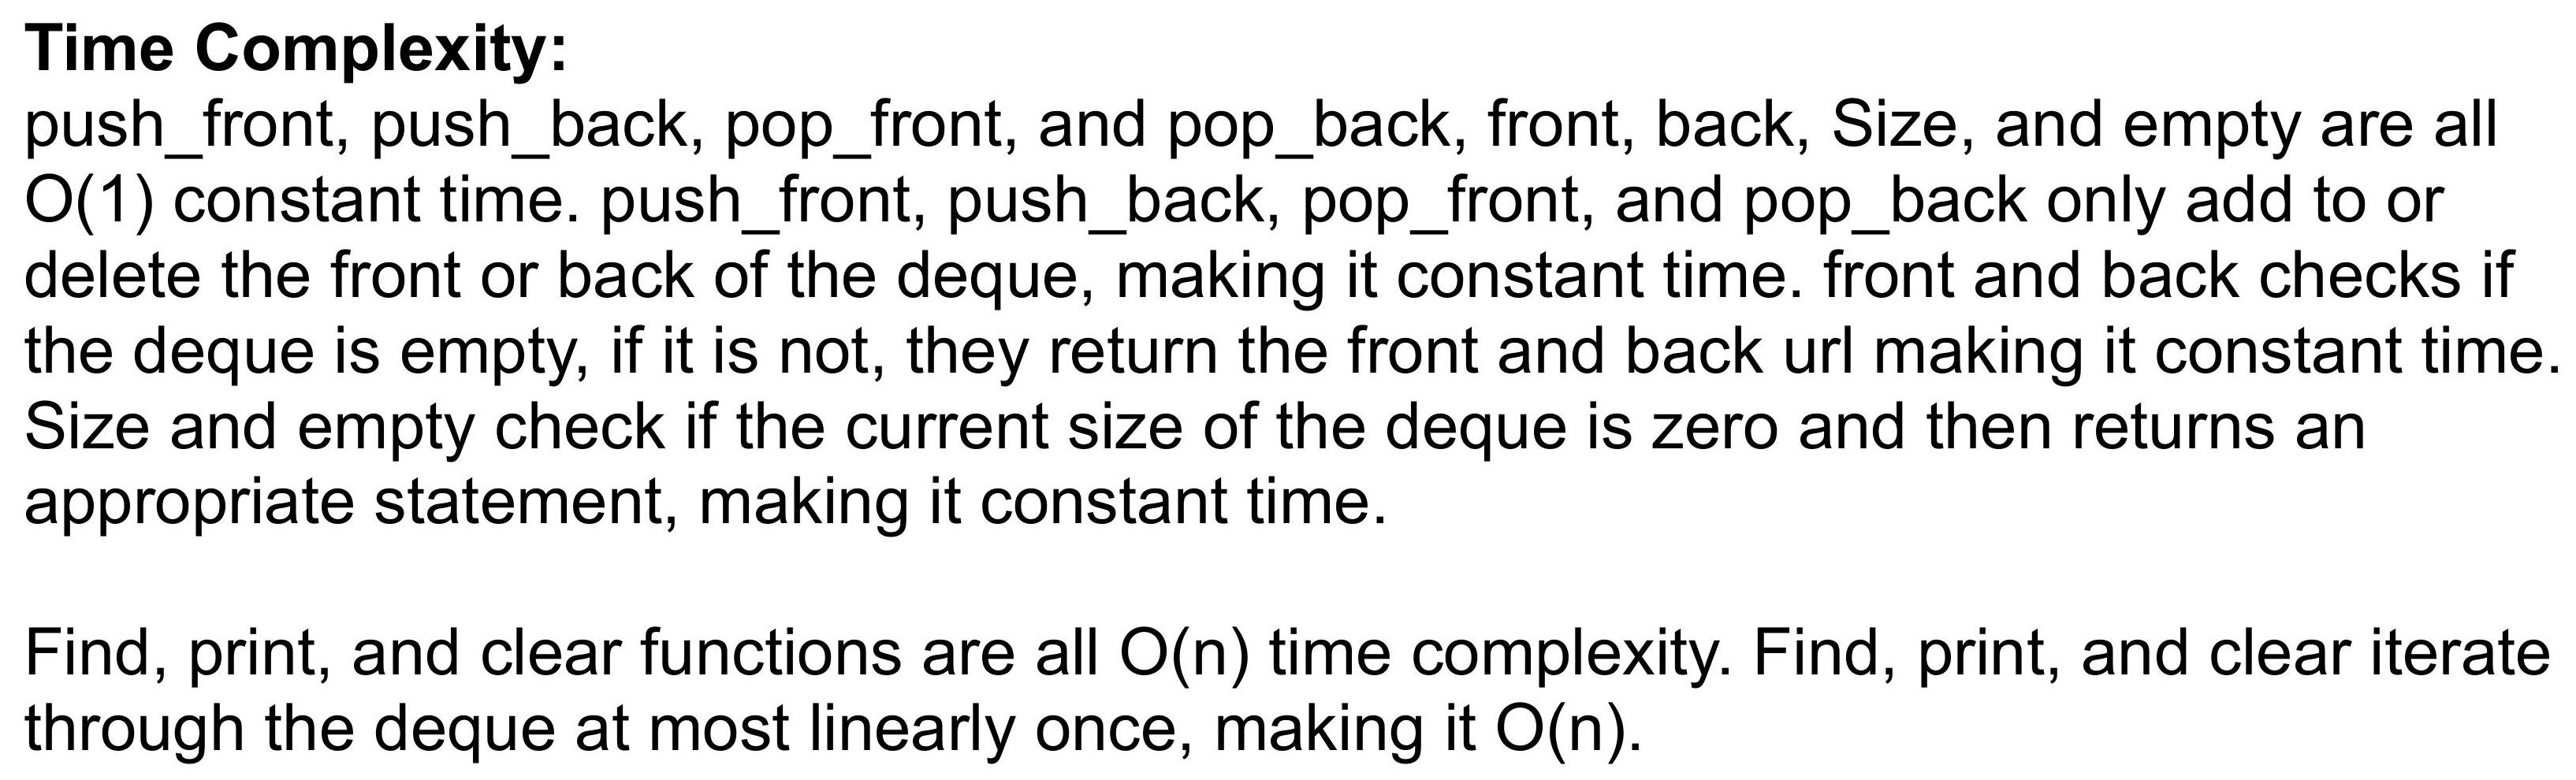 Time Complexity:
push_front, push_back, pop_front, and pop_back, front, back, Size, and empty are all
O(1) constant time. push_front, push_back, pop_front, and pop_back only add to or
delete the front or back of the deque, making it constant time. front and back checks if
the deque is empty, if it is not, they return the front and back url making it constant time.
Size and empty check if the current size of the deque is zero and then returns an
appropriate statement, making it constant time.
Find, print, and clear functions are all O(n) time complexity. Find, print, and clear iterate
through the deque at most linearly once, making it O(n).